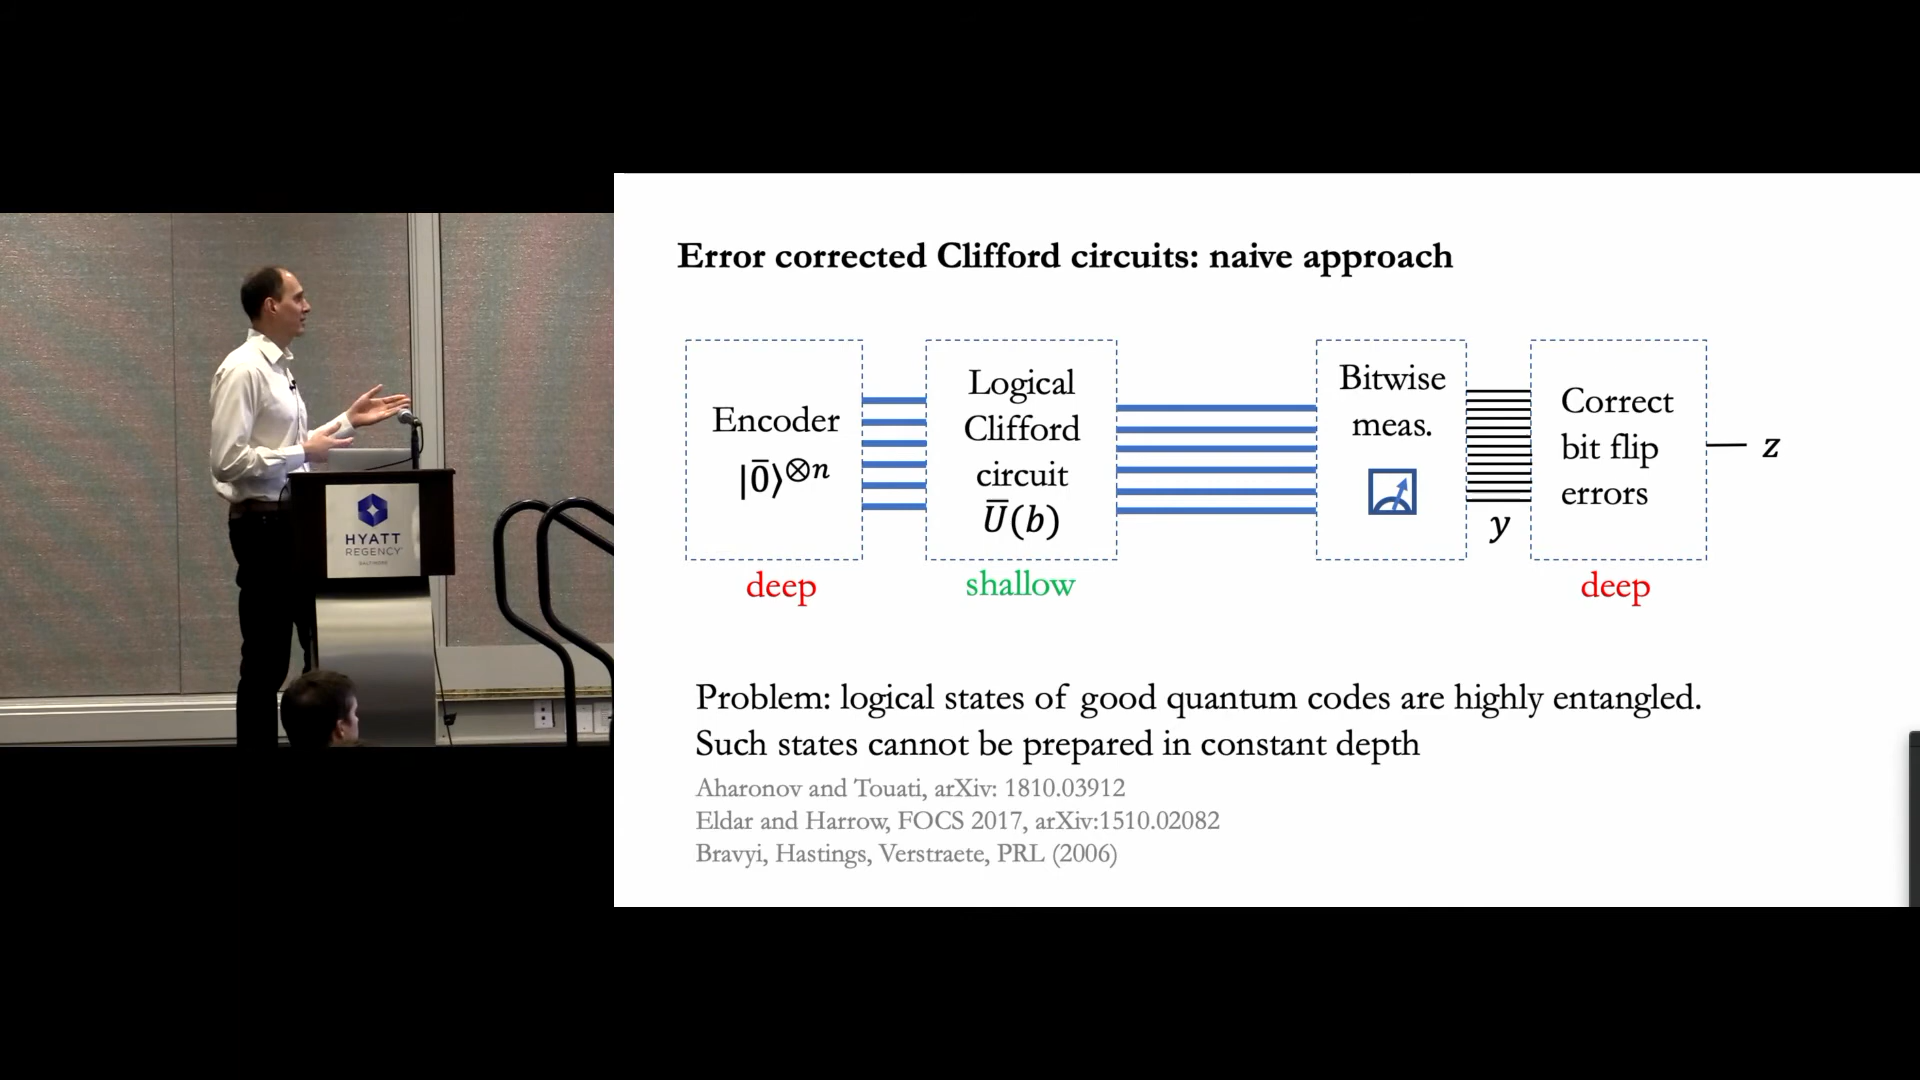 Error corrected Clifford circuits: naive approach
Encoder
|0̅⟩⊗n
Logical
Clifford
circuit
U̅(b)
Bitwise
meas.
y
Correct
bit flip
errors
z
deep
shallow
deep
Problem: logical states of good quantum codes are highly entangled.
Such states cannot be prepared in constant depth
Aharonov and Touati, arXiv: 1810.03912
Eldar and Harrow, FOCS 2017, arXiv:1510.02082
Bravyi, Hastings, Verstraete, PRL (2006)
HYATT
REGENCY
BALTIMORE